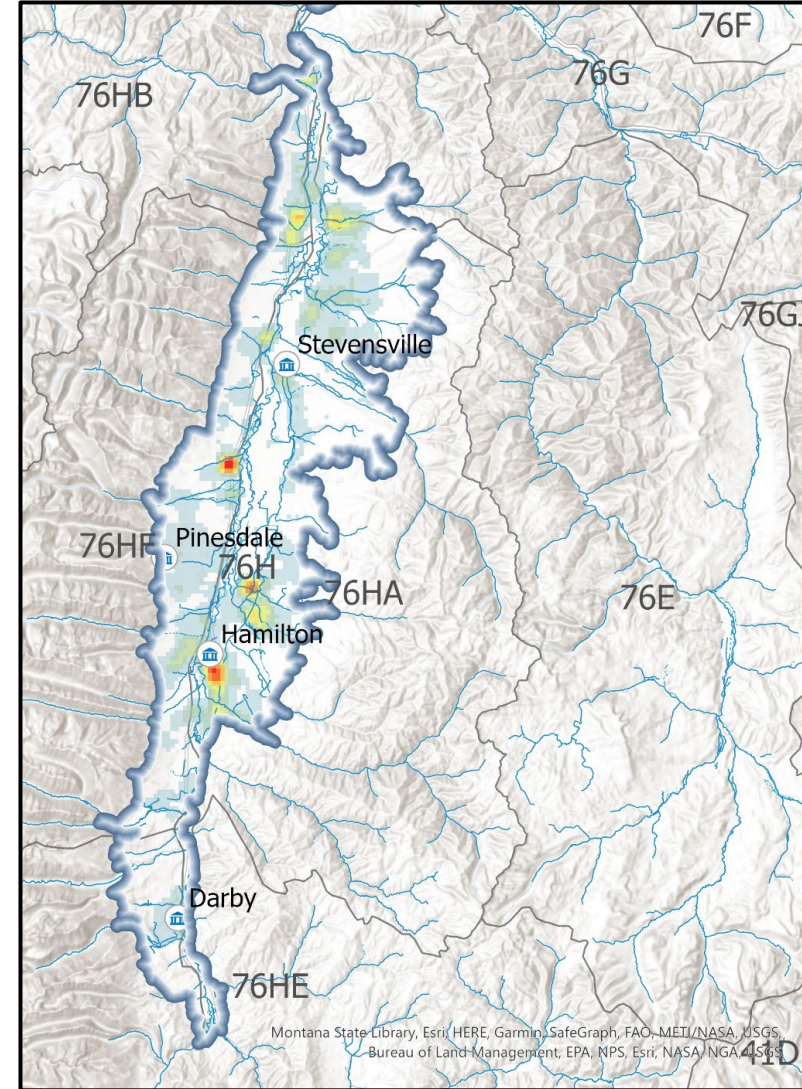 76F
76G
76HB
76G
Stevensville
Pinesdale
76HF
76H
76HA
76E
Hamilton
Darby
76HE
Montana State Library, Esri, HERE, Garmin, SafeGraph, FAO, METI/NASA, USGS,
Bureau of Land Management, EPA, NPS, Esri, NASA, NGA, USGS
41D